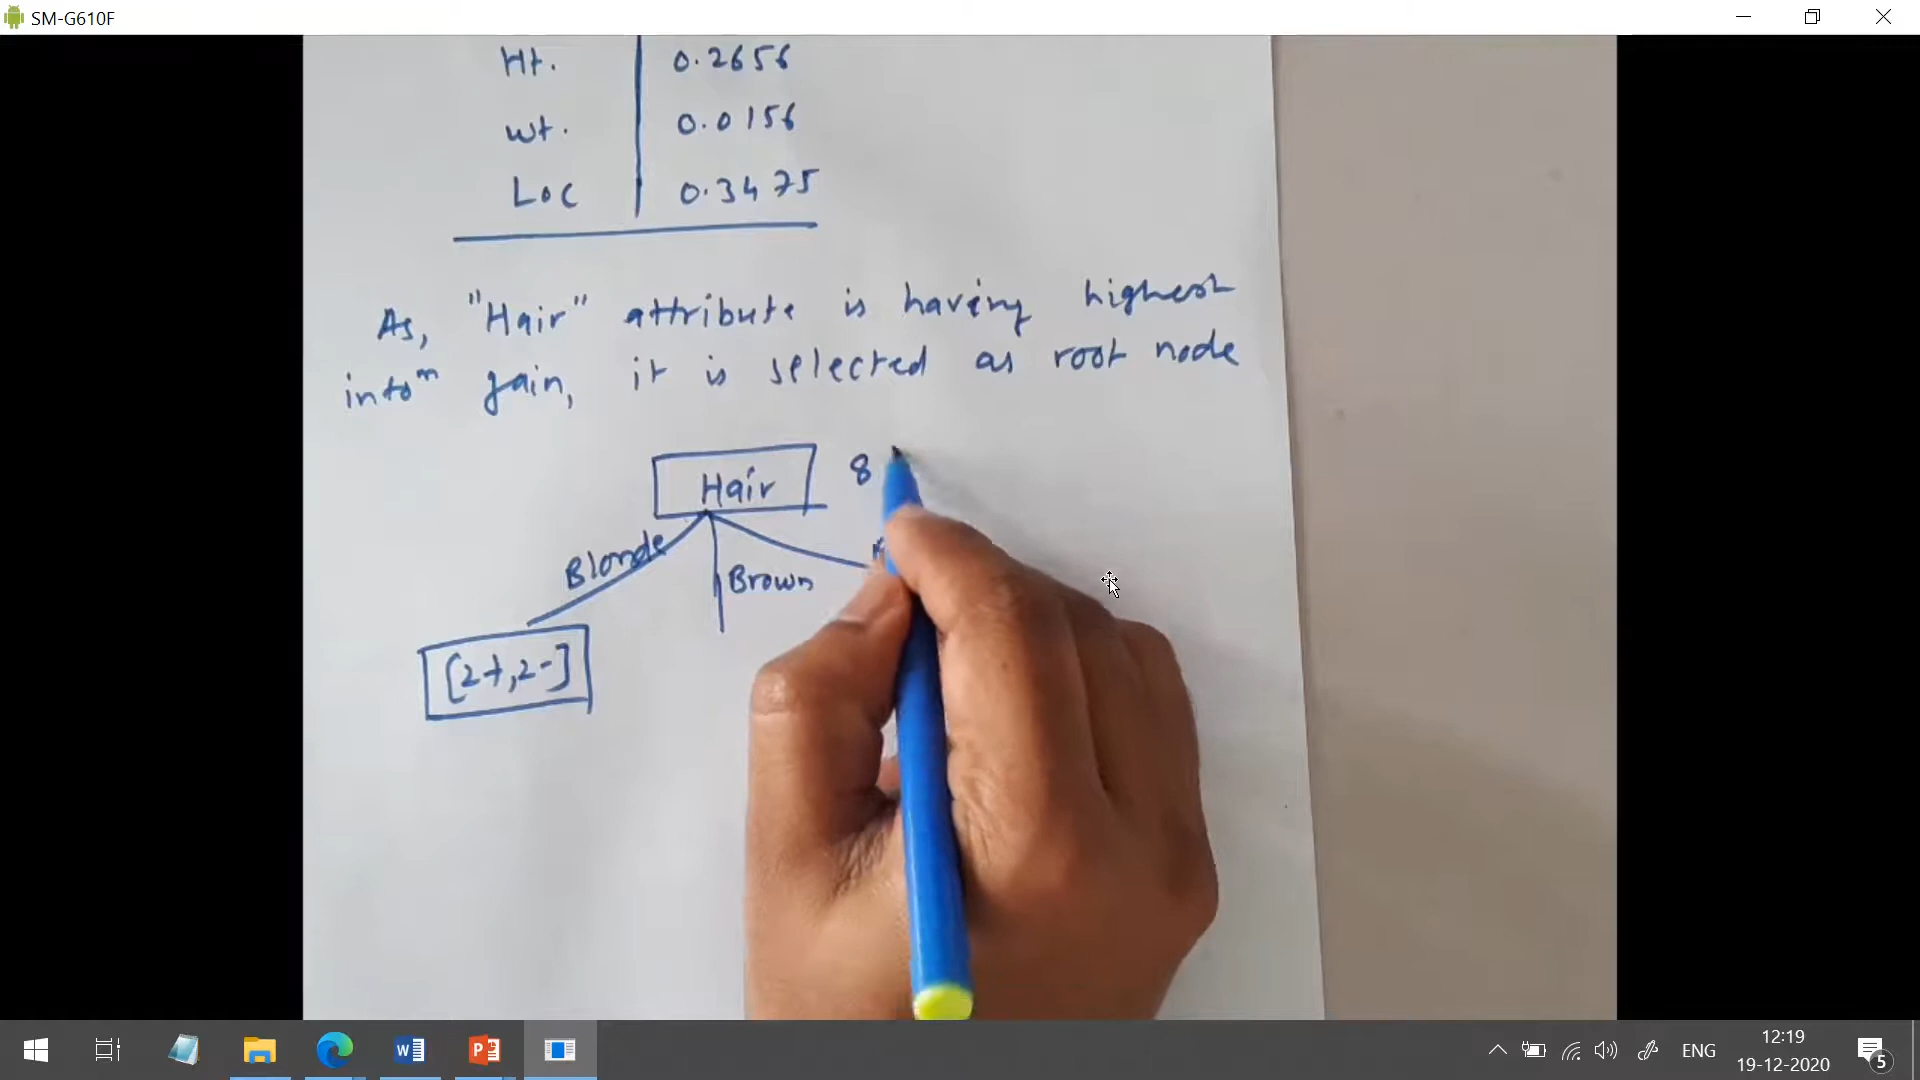 SM-G610F
Ht. 0.2656
wt. 0.0156
Loc 0.3475
As, "Hair" attribute is having highest
infoⁿ gain, it is selected as root node
Hair 8
Blonde
Brown
[2+,2-]
ENG
12:19
19-12-2020
5